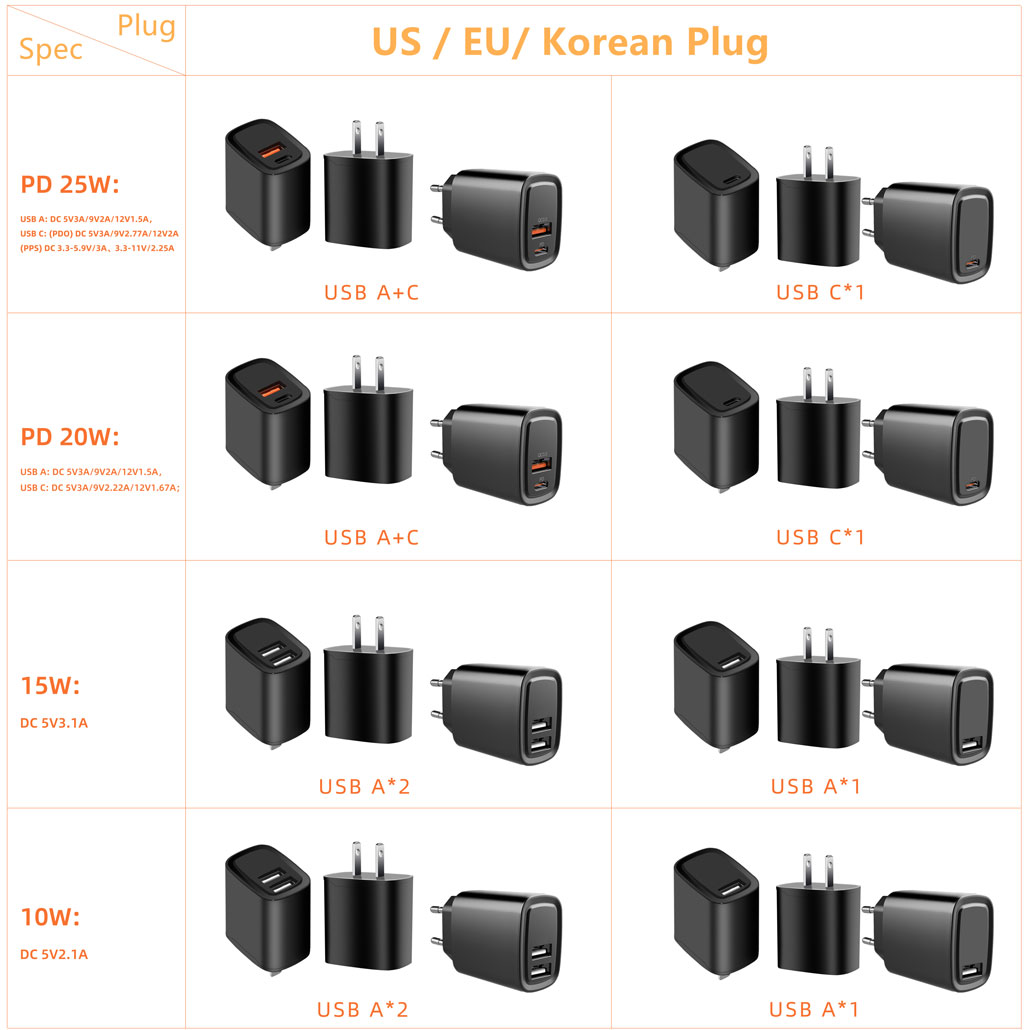 Plug
Spec
US / EU/ Korean Plug
PD 25W:
USB A: DC 5V3A/9V2A/12V1.5A,
USB C: (PDO) DC 5V3A/9V2.77A/12V2A
(PPS) DC 3.3-5.9V/3A、3.3-11V/2.25A
USB A+C
USB C*1
PD 20W:
USB A: DC 5V3A/9V2A/12V1.5A,
USB C: DC 5V3A/9V2.22A/12V1.67A;
USB A+C
USB C*1
15W:
DC 5V3.1A
USB A*2
USB A*1
10W:
DC 5V2.1A
USB A*2
USB A*1